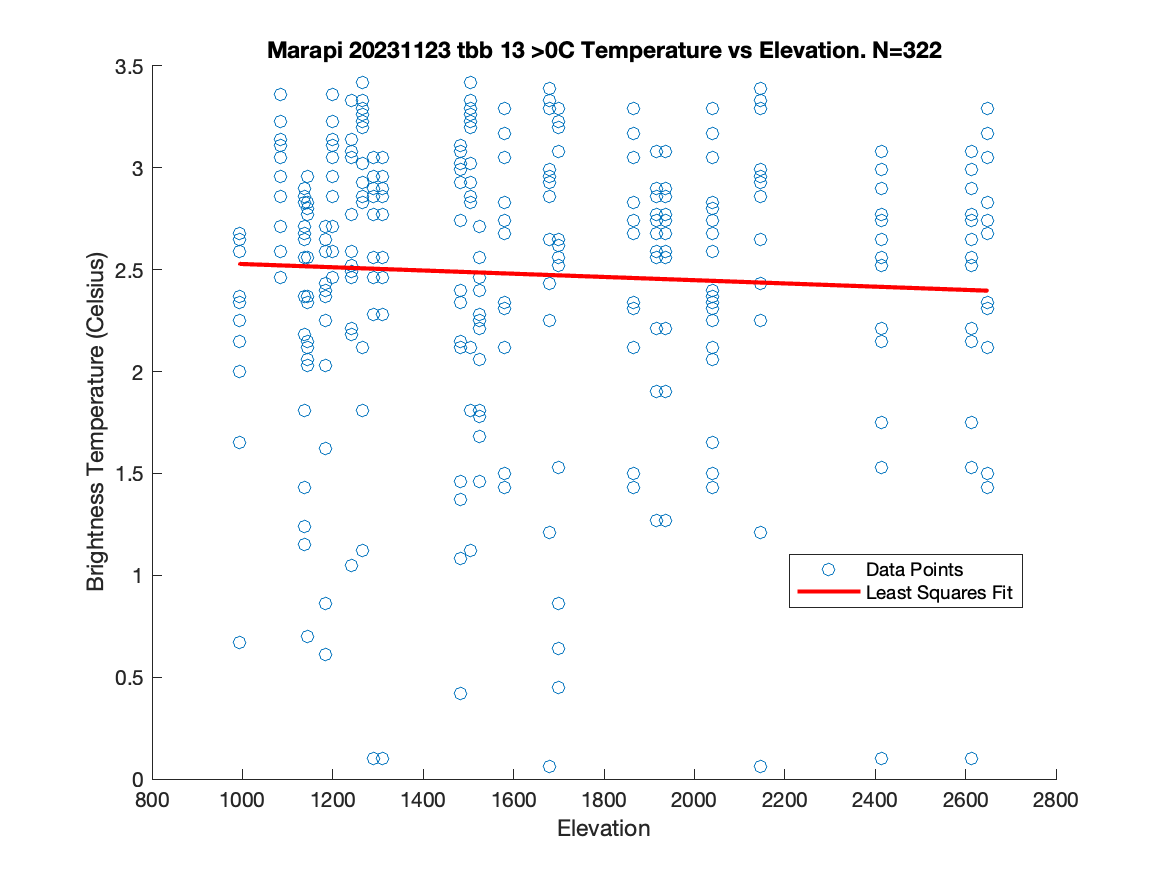 Marapi 20231123 tbb 13 >0C Temperature vs Elevation. N=322
3.5
3
2.5
2
1.5
1
0.5
0
Brightness Temperature (Celsius)
Data Points
Least Squares Fit
800 1000 1200 1400 1600 1800 2000 2200 2400 2600 2800
Elevation